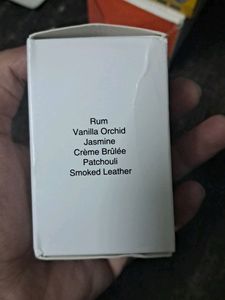 Rum
Vanilla Orchid
Jasmine
Crème Brûlée
Patchouli
Smoked Leather